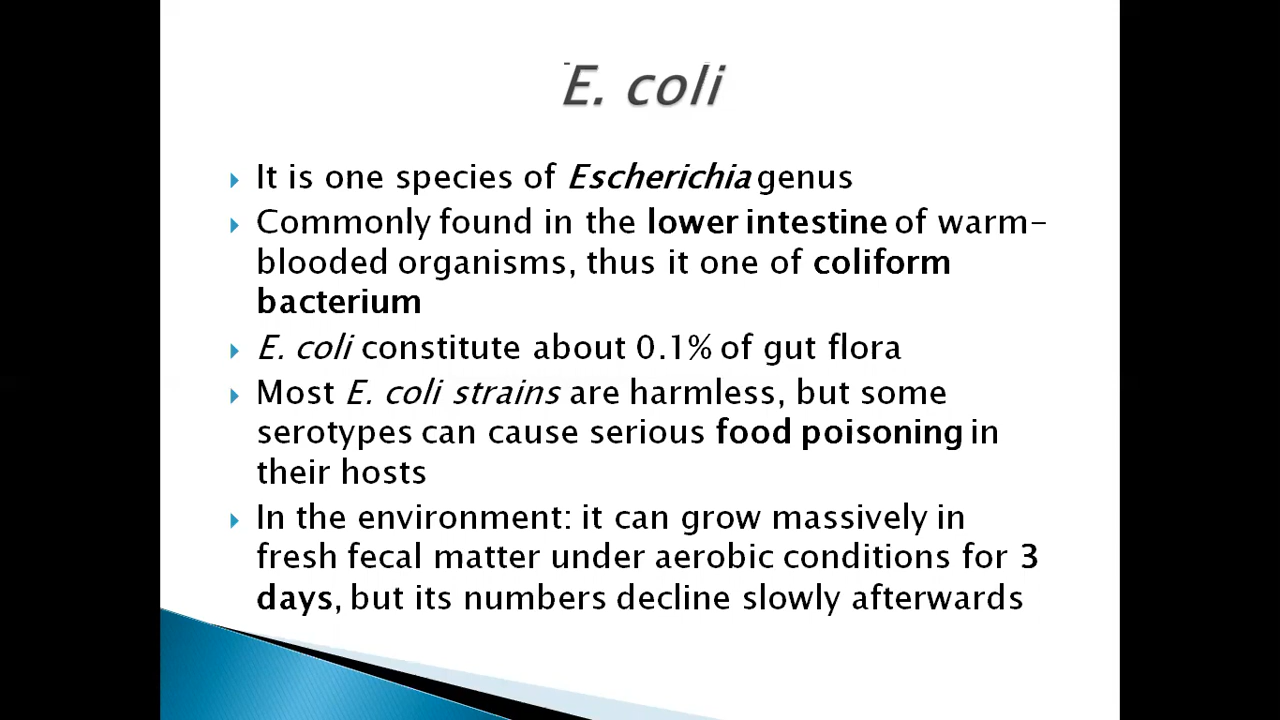 E. coli
It is one species of Escherichia genus
Commonly found in the lower intestine of warm-
blooded organisms, thus it one of coliform
bacterium
E. coli constitute about 0.1% of gut flora
Most E. coli strains are harmless, but some
serotypes can cause serious food poisoning in
their hosts
In the environment: it can grow massively in
fresh fecal matter under aerobic conditions for 3
days, but its numbers decline slowly afterwards